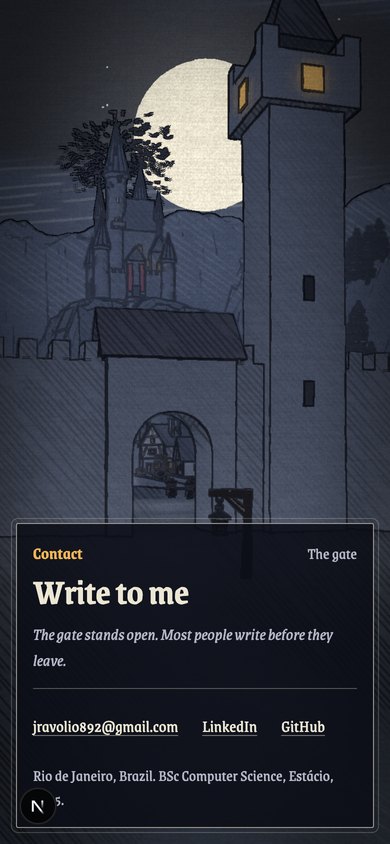 Contact
The gate
Write to me
The gate stands open. Most people write before they
leave.
jravolio892@gmail.com LinkedIn GitHub
Rio de Janeiro, Brazil. BSc Computer Science, Estácio,
N
5.